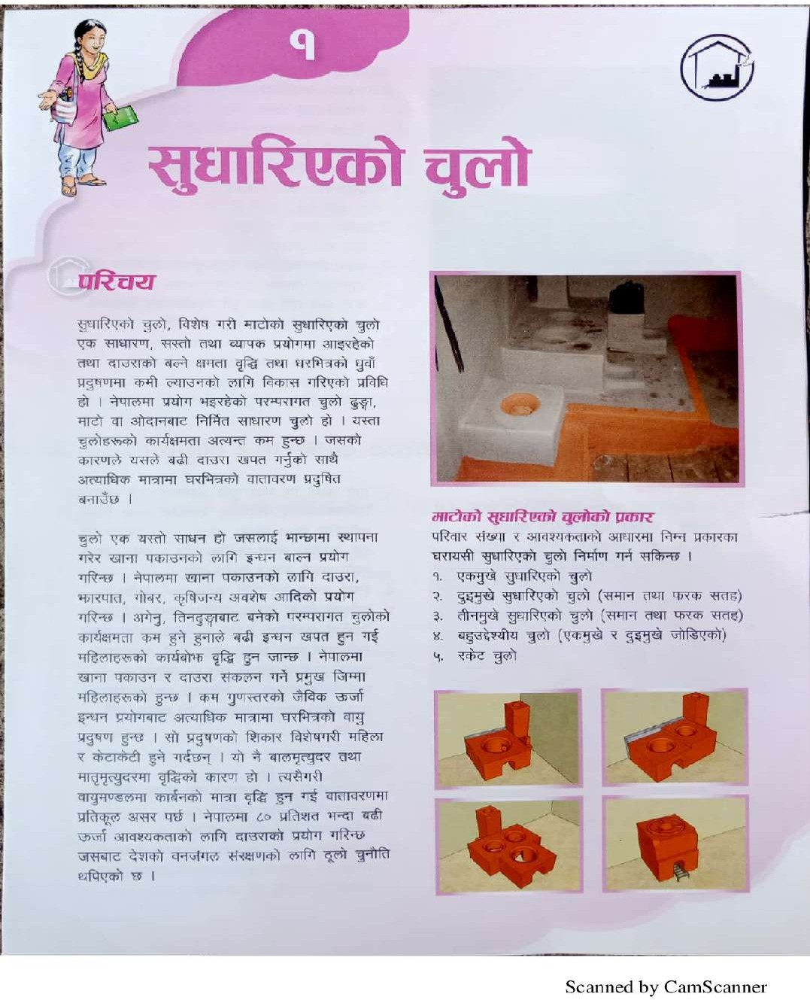 १
सुधारिएको चुलो
परिचय
सुधारिएको चुलो, विशेष गरी माटोको सुधारिएको चुलो
एक साधारण, सस्तो तथा व्यापक प्रयोगमा आइरहेको
तथा दाउराको बल्ने क्षमता वृद्धि तथा घरभित्रको धुवाँ
प्रदुषणमा कमी ल्याउनको लागि विकास गरिएको प्रविधि
हो । नेपालमा प्रयोग भइरहेको परम्परागत चुलो ढुङ्गा,
माटो वा ओदानबाट निर्मित साधारण चुलो हो । यस्ता
चुलोहरूको कार्यक्षमता अत्यन्त कम हुन्छ । जसको
कारणले यसले बढी दाउरा खपत गर्नुको साथै
अत्याधिक मात्रामा घरभित्रको वातावरण प्रदुषित
बनाउँछ ।
चुलो एक यस्तो साधन हो जसलाई भान्छामा स्थापना
गरेर खाना पकाउनको लागि इन्धन बाल्न प्रयोग
गरिन्छ । नेपालमा खाना पकाउनको लागि दाउरा,
झारपात, गोबर, कृषिजन्य अवशेष आदिको प्रयोग
गरिन्छ । अगेनु, तिनढुङ्गाबाट बनेको परम्परागत चुलोको
कार्यक्षमता कम हुने हुनाले बढी इन्धन खपत हुन गई
महिलाहरूको कार्यबोझ वृद्धि हुन जान्छ । नेपालमा
खाना पकाउन र दाउरा संकलन गर्ने प्रमुख जिम्मा
महिलाहरूको हुन्छ । कम गुणस्तरको जैविक ऊर्जा
इन्धन प्रयोगबाट अत्याधिक मात्रामा घरभित्रको वायु
प्रदुषण हुन्छ । सो प्रदुषणको शिकार विशेषगरी महिला
र केटाकेटी हुने गर्दछन् । यो नै बालमृत्युदर तथा
मातृमृत्युदरमा वृद्धिको कारण हो । त्यसैगरी
वायुमण्डलमा कार्बनको मात्रा वृद्धि हुन गई वातावरणमा
प्रतिकूल असर पर्छ । नेपालमा ८० प्रतिशत भन्दा बढी
ऊर्जा आवश्यकताको लागि दाउराको प्रयोग गरिन्छ
जसबाट देशको वनजंगल संरक्षणको लागि ठूलो चुनौति
थपिएको छ ।
माटोको सुधारिएको चुलोको प्रकार
परिवार संख्या र आवश्यकताको आधारमा निम्न प्रकारका
घरायसी सुधारिएको चुलो निर्माण गर्न सकिन्छ ।
१. एकमुखे सुधारिएको चुलो
२. दुइमुखे सुधारिएको चुलो (समान तथा फरक सतह)
३. तीनमुखे सुधारिएको चुलो (समान तथा फरक सतह)
४. बहुउद्देश्यीय चुलो (एकमुखे र दुइमुखे जोडिएको)
५. रकेट चुलो
Scanned by CamScanner